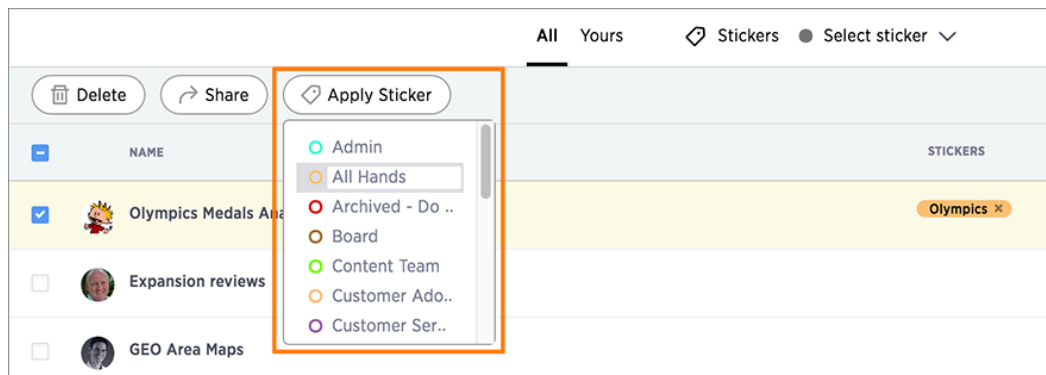 All Yours Stickers Select sticker
Delete Share Apply Sticker
NAME STICKERS
Admin
All Hands
Archived - Do ..
Board
Content Team
Customer Ado..
Customer Ser..
Olympics Medals Ana
Olympics ×
Expansion reviews
GEO Area Maps